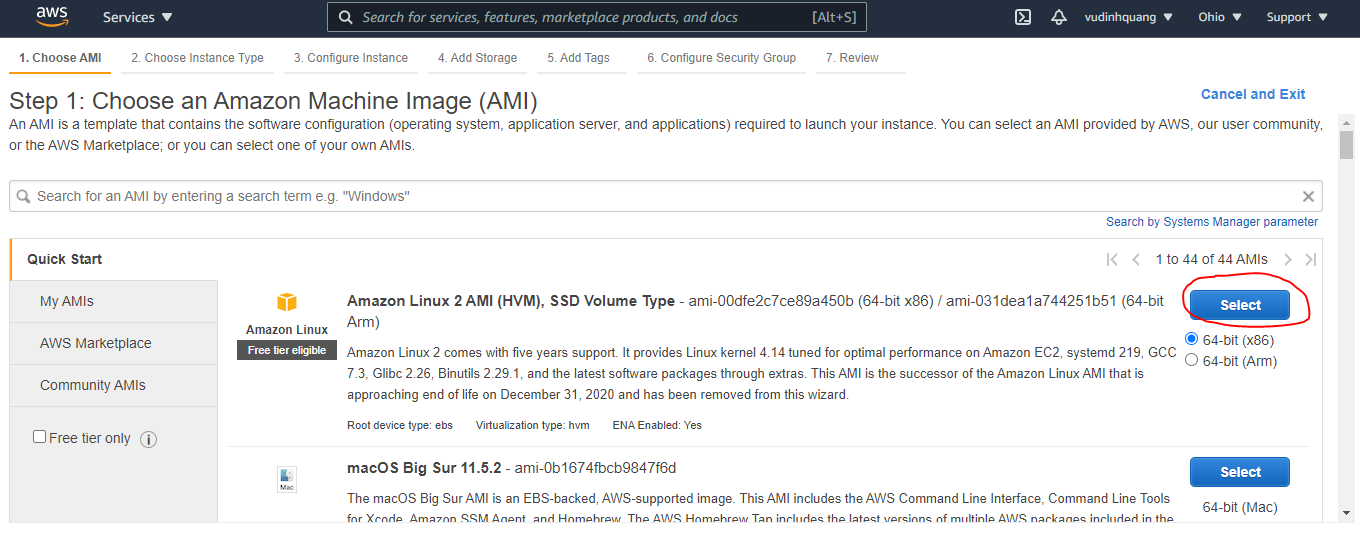 aws
Services
Search for services, features, marketplace products, and docs [Alt+S]
vudinhquang
Ohio
Support
1. Choose AMI
2. Choose Instance Type
3. Configure Instance
4. Add Storage
5. Add Tags
6. Configure Security Group
7. Review
Step 1: Choose an Amazon Machine Image (AMI)
Cancel and Exit
An AMI is a template that contains the software configuration (operating system, application server, and applications) required to launch your instance. You can select an AMI provided by AWS, our user community,
or the AWS Marketplace; or you can select one of your own AMIs.
Search for an AMI by entering a search term e.g. "Windows"
Search by Systems Manager parameter
Quick Start
1 to 44 of 44 AMIs
My AMIs
AWS Marketplace
Community AMIs
Free tier only
Amazon Linux
Free tier eligible
Amazon Linux 2 AMI (HVM), SSD Volume Type - ami-00dfe2c7ce89a450b (64-bit x86) / ami-031dea1a744251b51 (64-bit
Arm)
Amazon Linux 2 comes with five years support. It provides Linux kernel 4.14 tuned for optimal performance on Amazon EC2, systemd 219, GCC
7.3, Glibc 2.26, Binutils 2.29.1, and the latest software packages through extras. This AMI is the successor of the Amazon Linux AMI that is
approaching end of life on December 31, 2020 and has been removed from this wizard.
Root device type: ebs Virtualization type: hvm ENA Enabled: Yes
Select
64-bit (x86)
64-bit (Arm)
Mac
macOS Big Sur 11.5.2 - ami-0b1674fbcb9847f6d
The macOS Big Sur AMI is an EBS-backed, AWS-supported image. This AMI includes the AWS Command Line Interface, Command Line Tools
for Xcode, Amazon SSM Agent, and Homebrew. The AWS Homebrew Tap includes the latest versions of multiple AWS packages included in the
Select
64-bit (Mac)